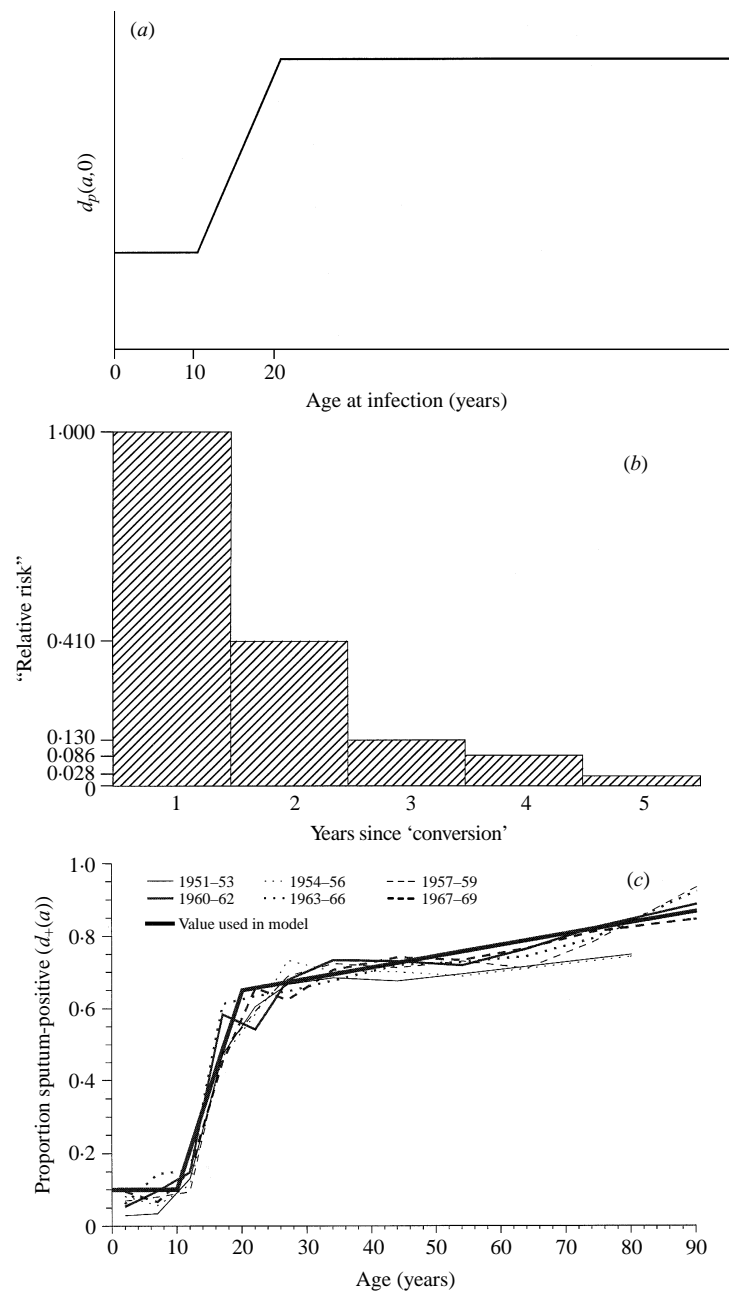 (a)
d_p(a,0)
0 10 20
Age at infection (years)
(b)
1·000
0·410
0·130
0·086
0·028
0
"Relative risk"
1 2 3 4 5
Years since 'conversion'
(c)
1951–53 1954–56 1957–59
1960–62 1963–66 1967–69
Value used in model
1·0
0·8
0·6
0·4
0·2
0
Proportion sputum-positive (d_+(a))
0 10 20 30 40 50 60 70 80 90
Age (years)